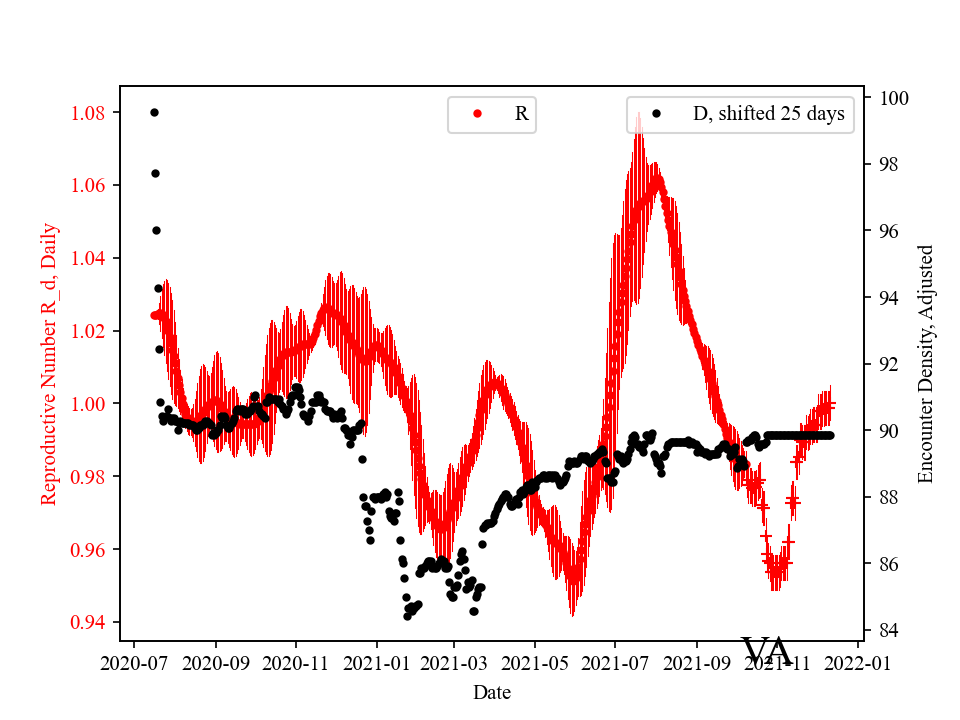 R
D, shifted 25 days
1.08
1.06
1.04
1.02
1.00
0.98
0.96
0.94
Reproductive Number R_d, Daily
100
98
96
94
92
90
88
86
84
Encounter Density, Adjusted
2020-07 2020-09 2020-11 2021-01 2021-03 2021-05 2021-07 2021-09 2021-11 2022-01
VA
Date